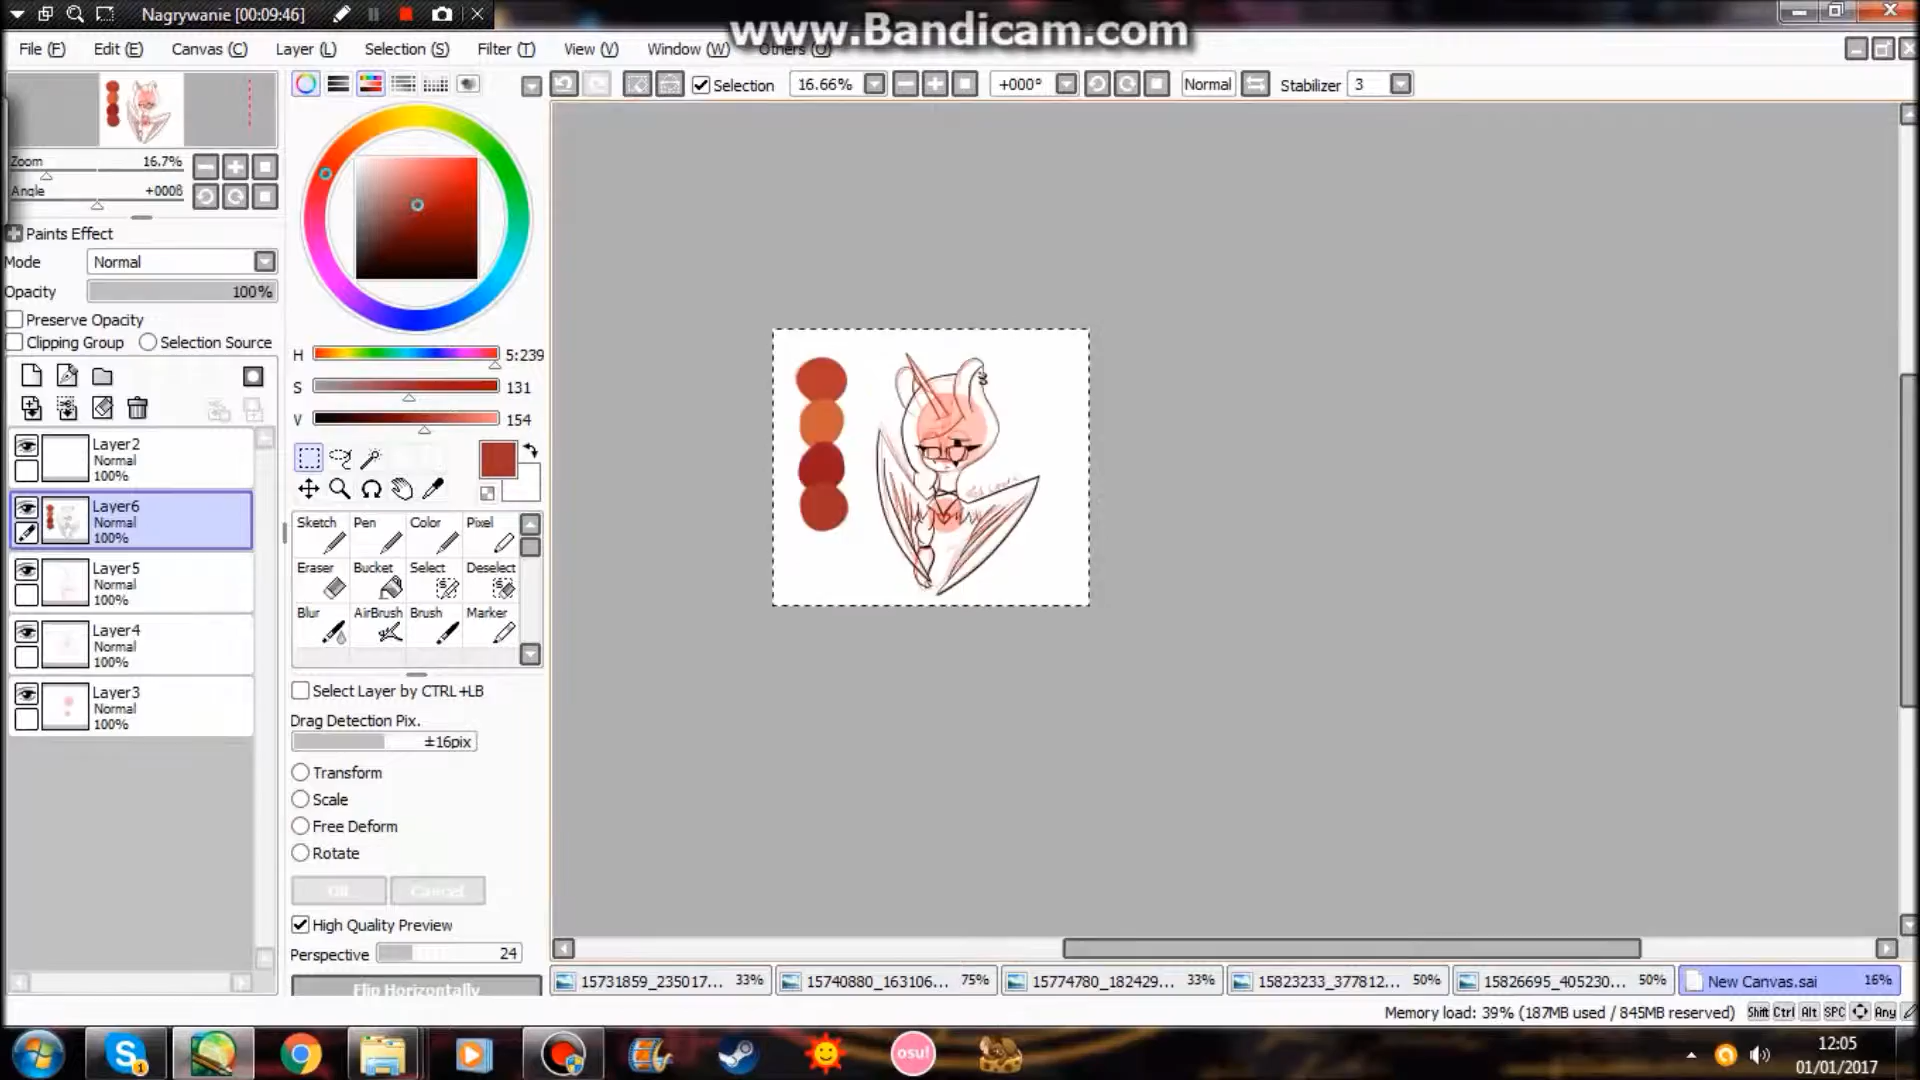 Nagrywanie [00:09:46]
www.Bandicam.com
File (F) Edit (E) Canvas (C) Layer (L) Selection (S) Filter (T) View (V) Window (W) Others (O)
Selection 16.66% +000° Normal Stabilizer 3
Zoom 16.7%
Angle +000ß
Paints Effect
Mode Normal
Opacity 100%
Preserve Opacity
Clipping Group Selection Source
Layer2
Normal
100%
Layer6
Normal
100%
Layer5
Normal
100%
Layer4
Normal
100%
Layer3
Normal
100%
H 5:239
S 131
V 154
Sketch Pen Color Pixel
Eraser Bucket Select Deselect
Blur AirBrush Brush Marker
Select Layer by CTRL+LB
Drag Detection Pix.
±16pix
Transform
Scale
Free Deform
Rotate
OK Cancel
High Quality Preview
Perspective 24
Flip Horizontally
15731859_235017... 33% 15740880_163106... 75% 15774780_182429... 33% 15823233_377812... 50% 15826695_405230... 50% New Canvas.sai 16%
Memory load: 39% (187MB used / 845MB reserved) Shift Ctrl Alt SPC Any
S 1
osu!
12:05
01/01/2017